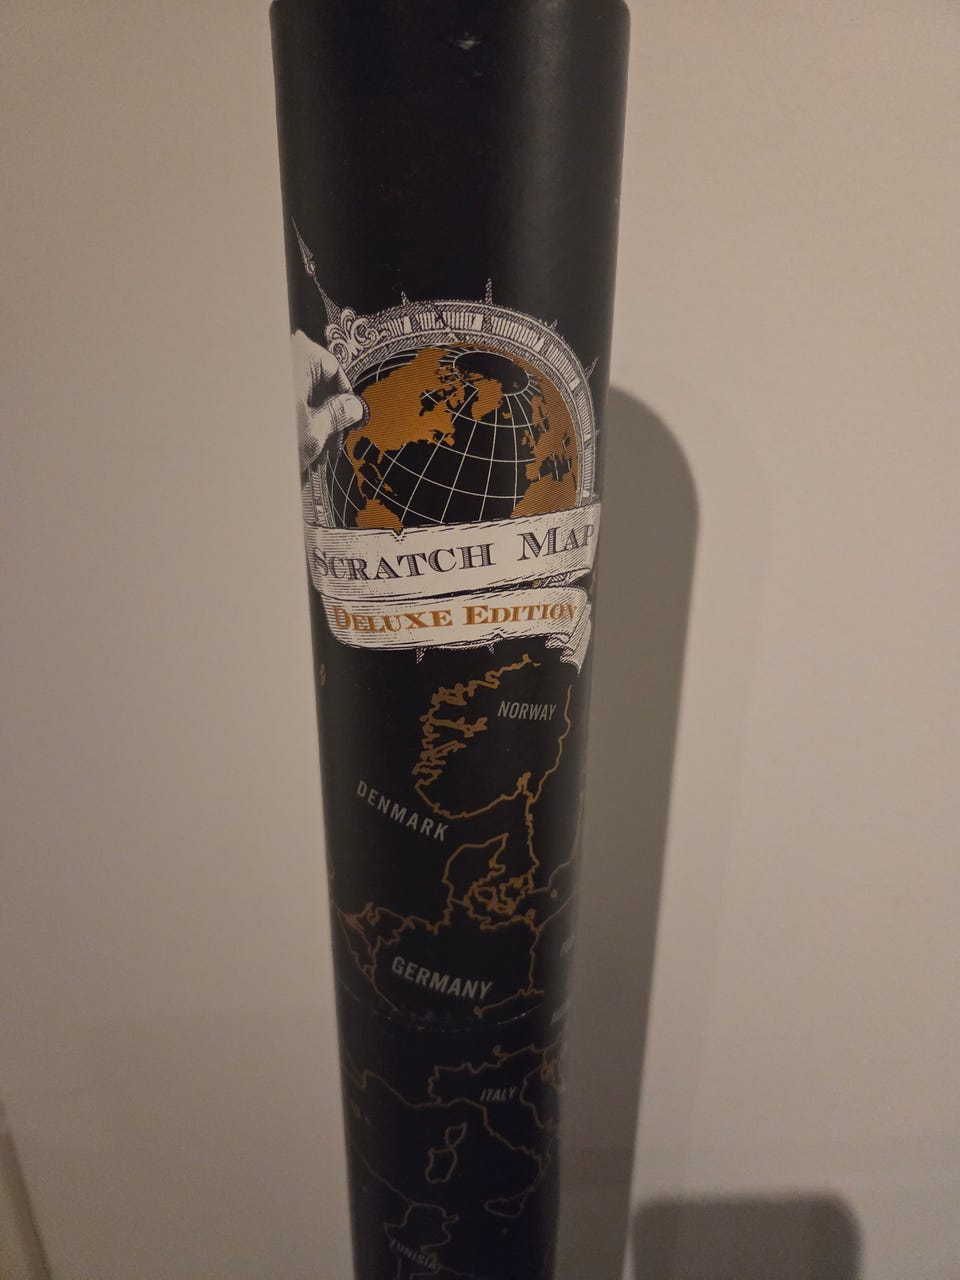 SCRATCH MAP
DELUXE EDITION
NORWAY
DENMARK
GERMANY
ITALY
TUNISIA